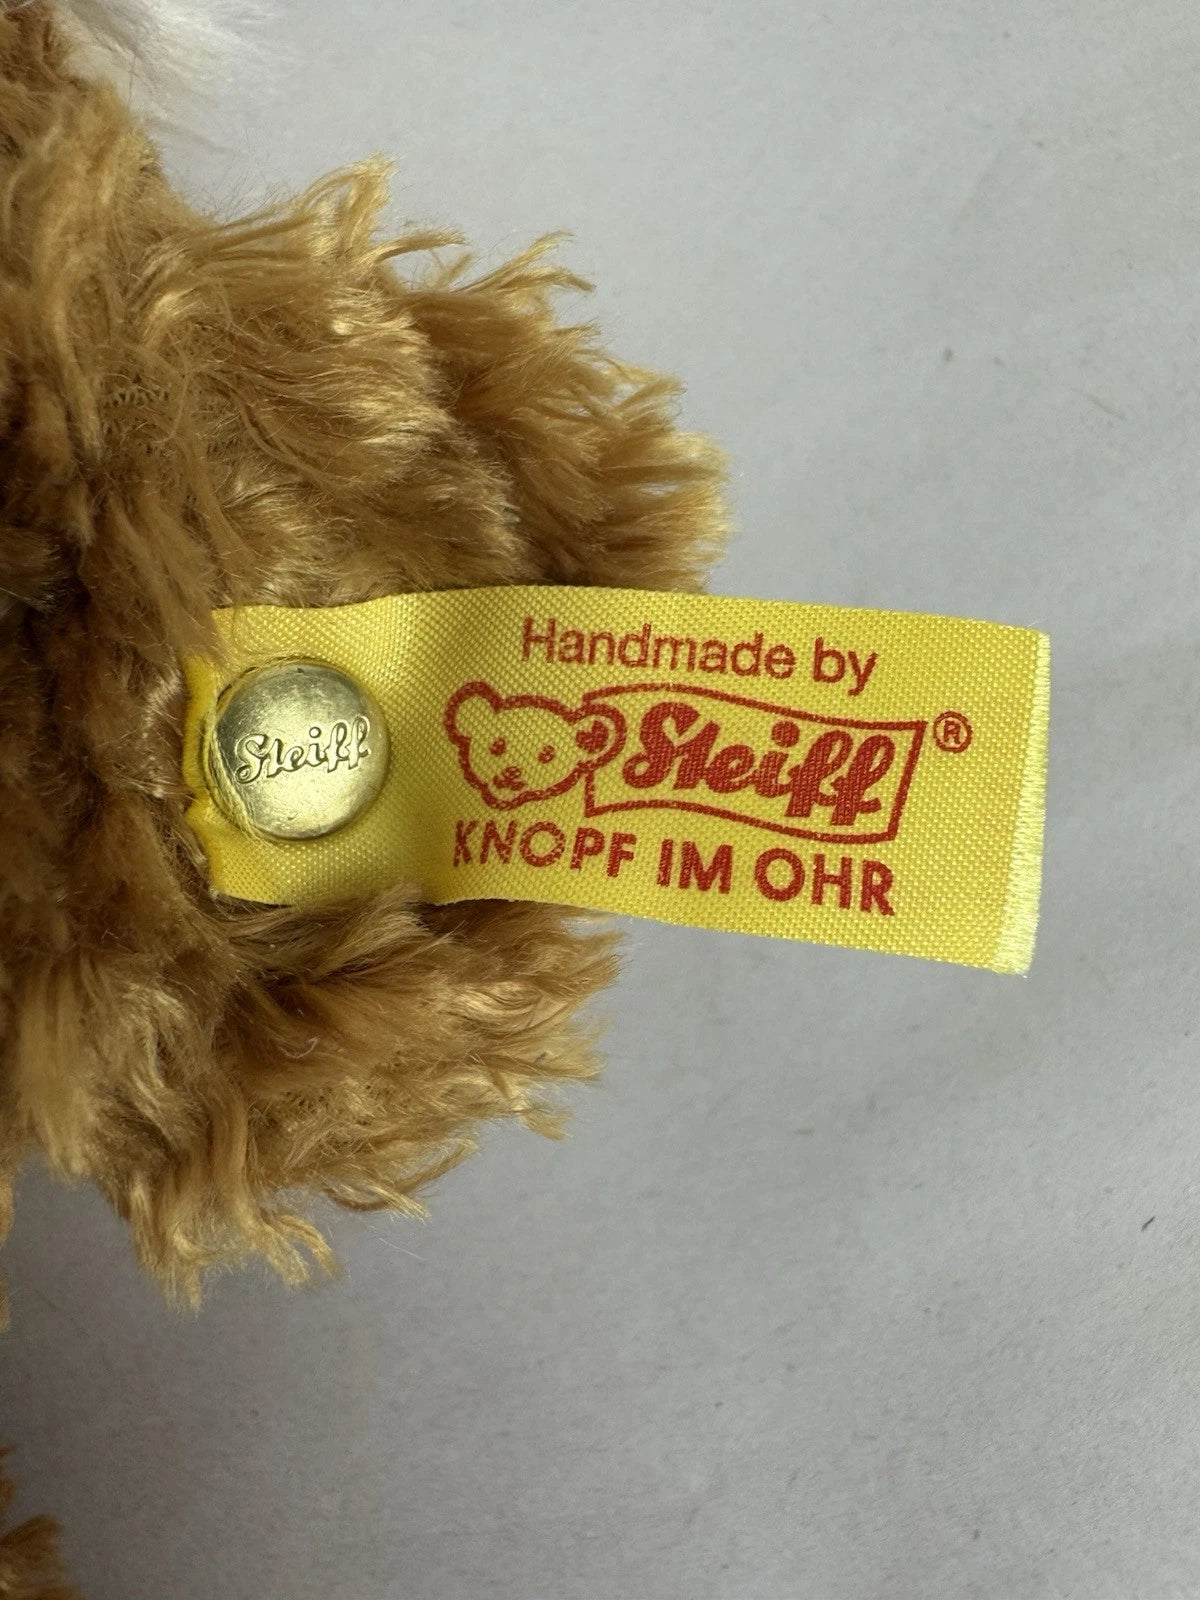 Handmade by
Steiff ®
KNOPF IM OHR
Steiff